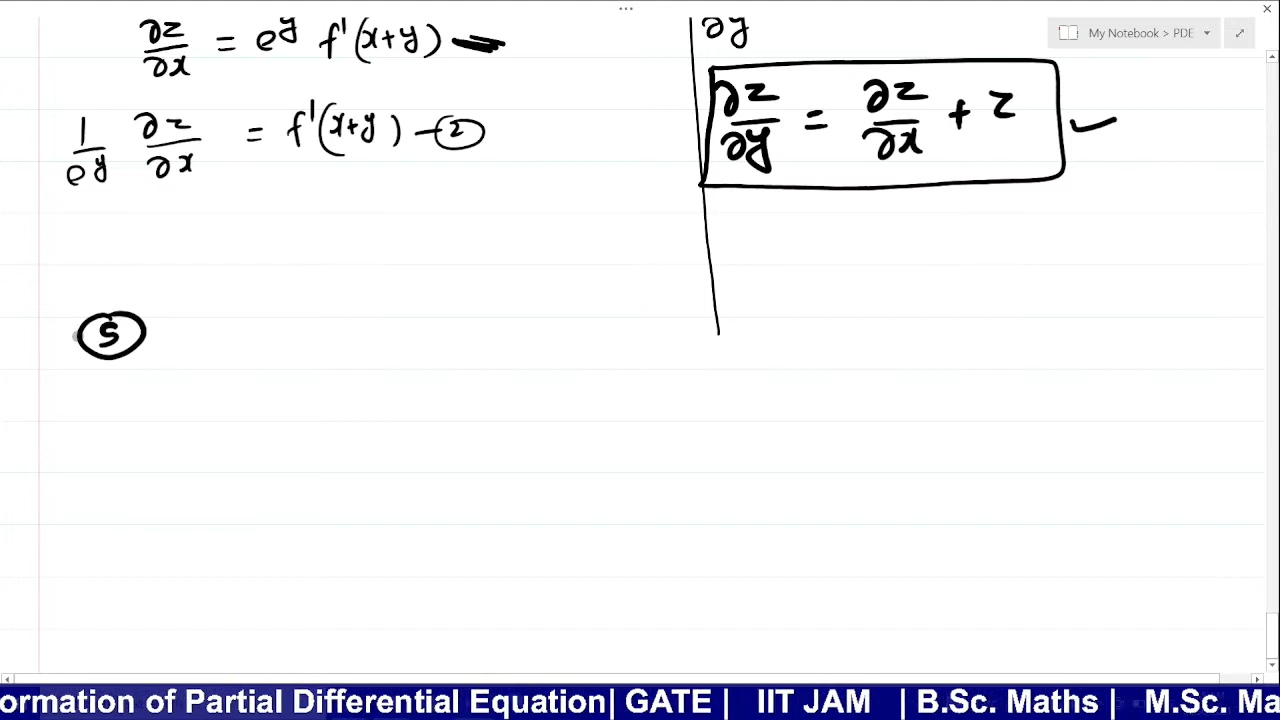 My Notebook > PDE
∂z/∂x = e^y f'(x+y)
1/e^y ∂z/∂x = f'(x+y) —②
∂y
∂z/∂y = ∂z/∂x + z ✓
⑤
ormation of Partial Differential Equation| GATE | IIT JAM | B.Sc. Maths | M.Sc. Ma